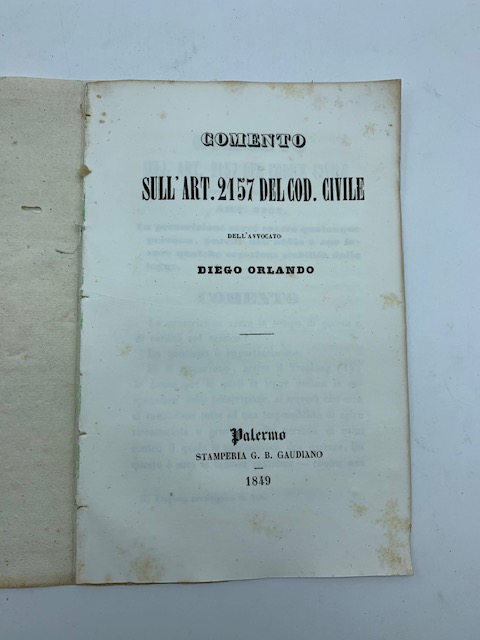 COMENTO
SULL'ART. 2157 DEL COD. CIVILE
DELL'AVVOCATO
DIEGO ORLANDO
Palermo
STAMPERIA G. B. GAUDIANO
1849